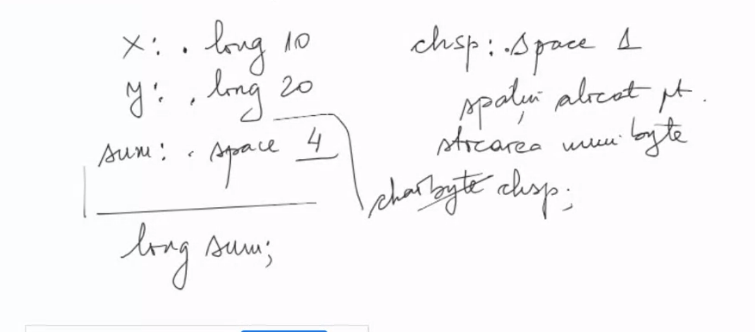 x: .long 10
y: .long 20
sum: .space 4
long sum;
chsp: .space 1
spațiu alocat pt.
stocarea unui byte
char byte chsp;